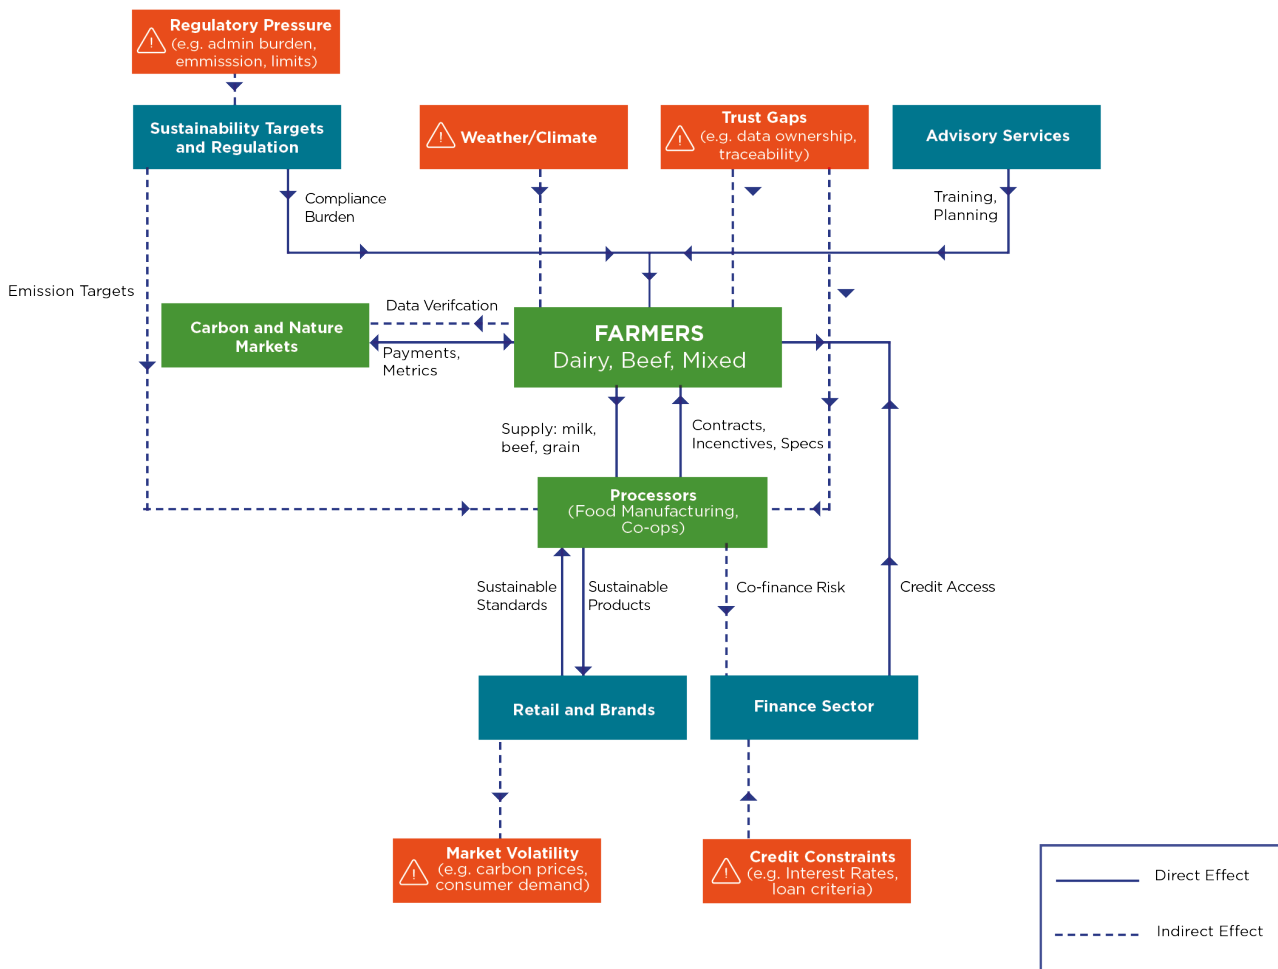 Regulatory Pressure
(e.g. admin burden,
emmisssion, limits)
Sustainability Targets
and Regulation
Weather/Climate
Trust Gaps
(e.g. data ownership,
traceability)
Advisory Services
Compliance
Burden
Training,
Planning
Emission Targets
Data Verifcation
Carbon and Nature
Markets
Payments,
Metrics
FARMERS
Dairy, Beef, Mixed
Supply: milk,
beef, grain
Contracts,
Incenctives, Specs
Processors
(Food Manufacturing,
Co-ops)
Sustainable
Standards
Sustainable
Products
Co-finance Risk
Credit Access
Retail and Brands
Finance Sector
Market Volatility
(e.g. carbon prices,
consumer demand)
Credit Constraints
(e.g. Interest Rates,
loan criteria)
Direct Effect
Indirect Effect